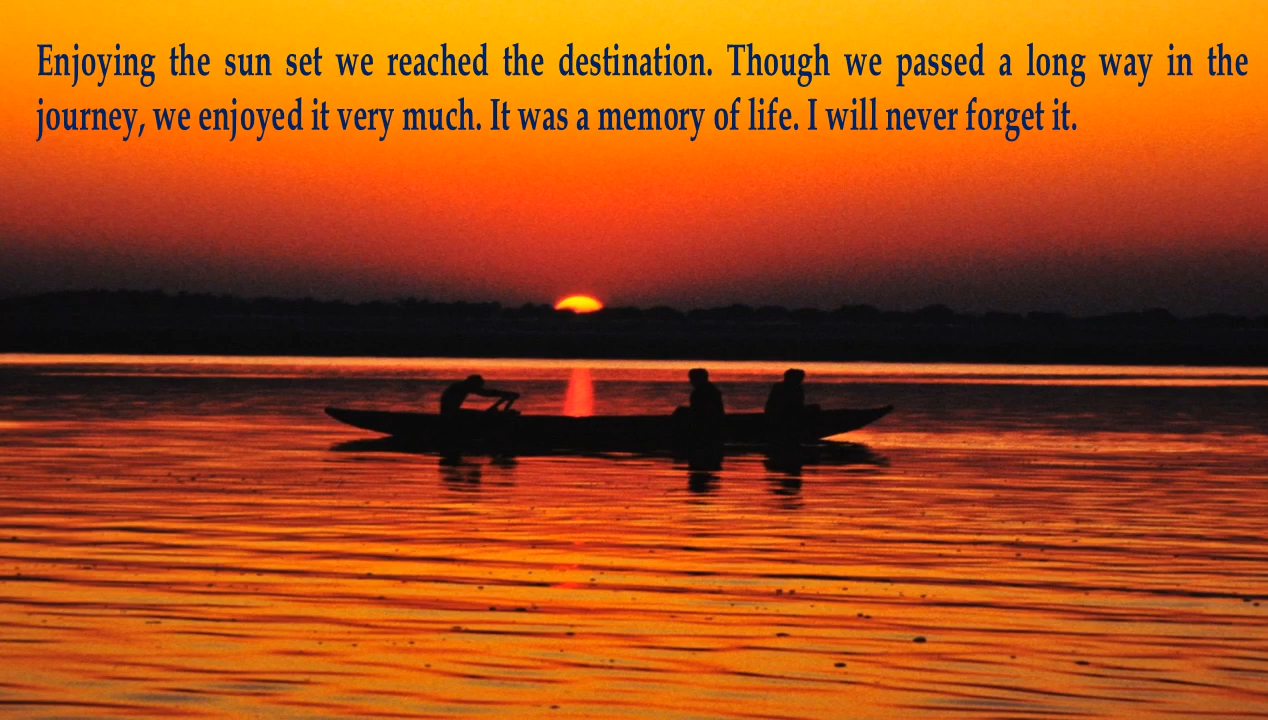 Enjoying the sun set we reached the destination. Though we passed a long way in the
journey, we enjoyed it very much. It was a memory of life. I will never forget it.